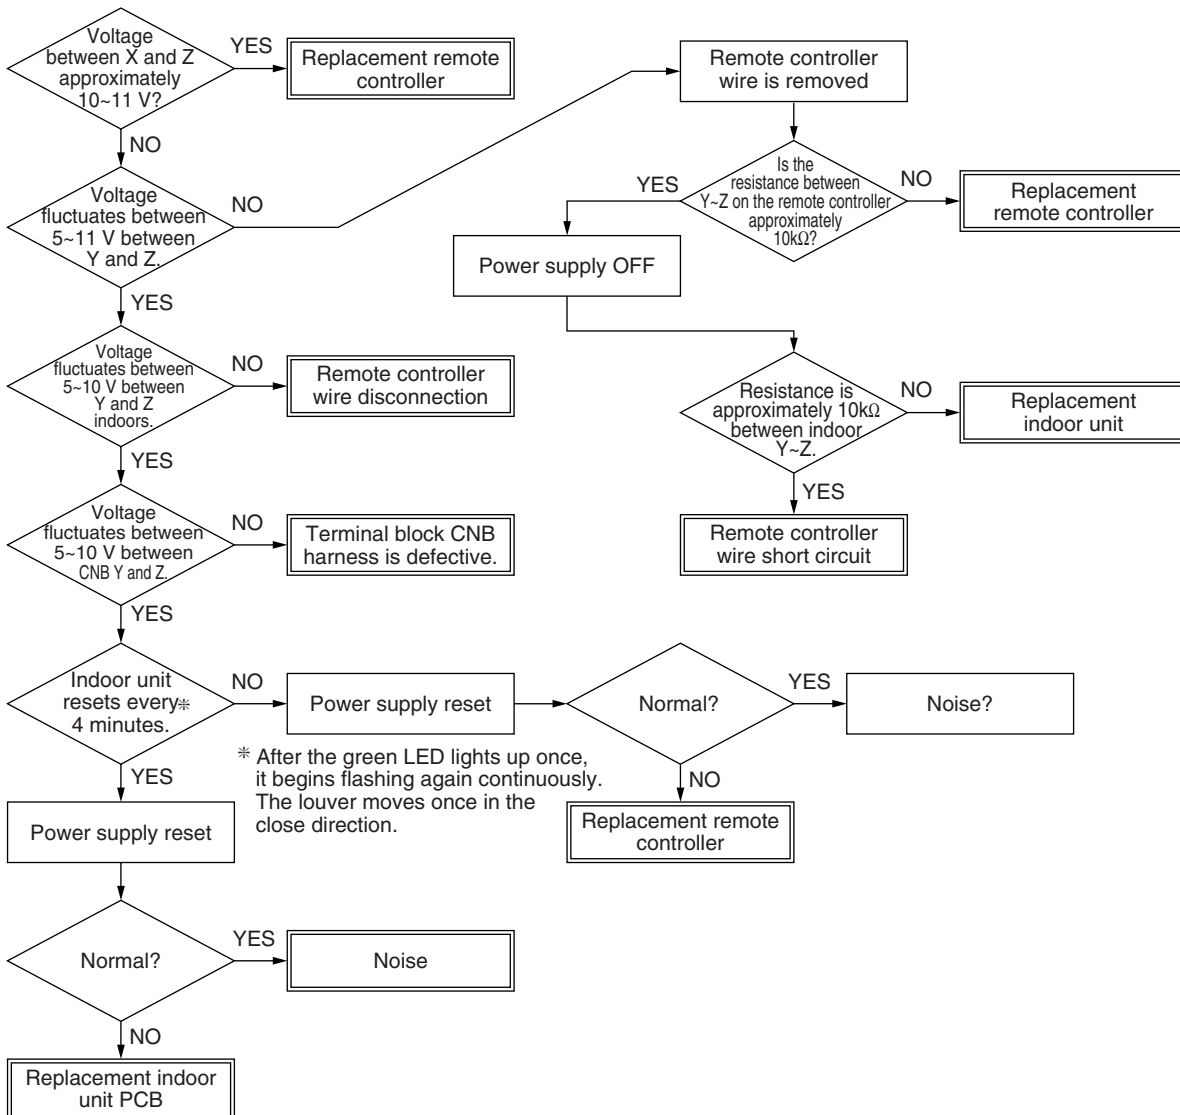 Voltage
between X and Z
approximately
10~11 V?
YES
Replacement remote
controller
NO
Voltage
fluctuates between
5~11 V between
Y and Z.
NO
Remote controller
wire is removed
Is the
resistance between
Y~Z on the remote controller
approximately
10kΩ?
NO
Replacement
remote controller
YES
Power supply OFF
Resistance is
approximately 10kΩ
between indoor
Y~Z.
NO
Replacement
indoor unit
YES
Remote controller
wire short circuit
YES
Voltage
fluctuates between
5~10 V between
Y and Z
indoors.
NO
Remote controller
wire disconnection
YES
Voltage
fluctuates between
5~10 V between
CNB Y and Z.
NO
Terminal block CNB
harness is defective.
YES
Indoor unit
resets every※
4 minutes.
NO
Power supply reset
Normal?
YES
Noise?
NO
Replacement remote
controller
※ After the green LED lights up once,
it begins flashing again continuously.
The louver moves once in the
close direction.
YES
Power supply reset
Normal?
YES
Noise
NO
Replacement indoor
unit PCB